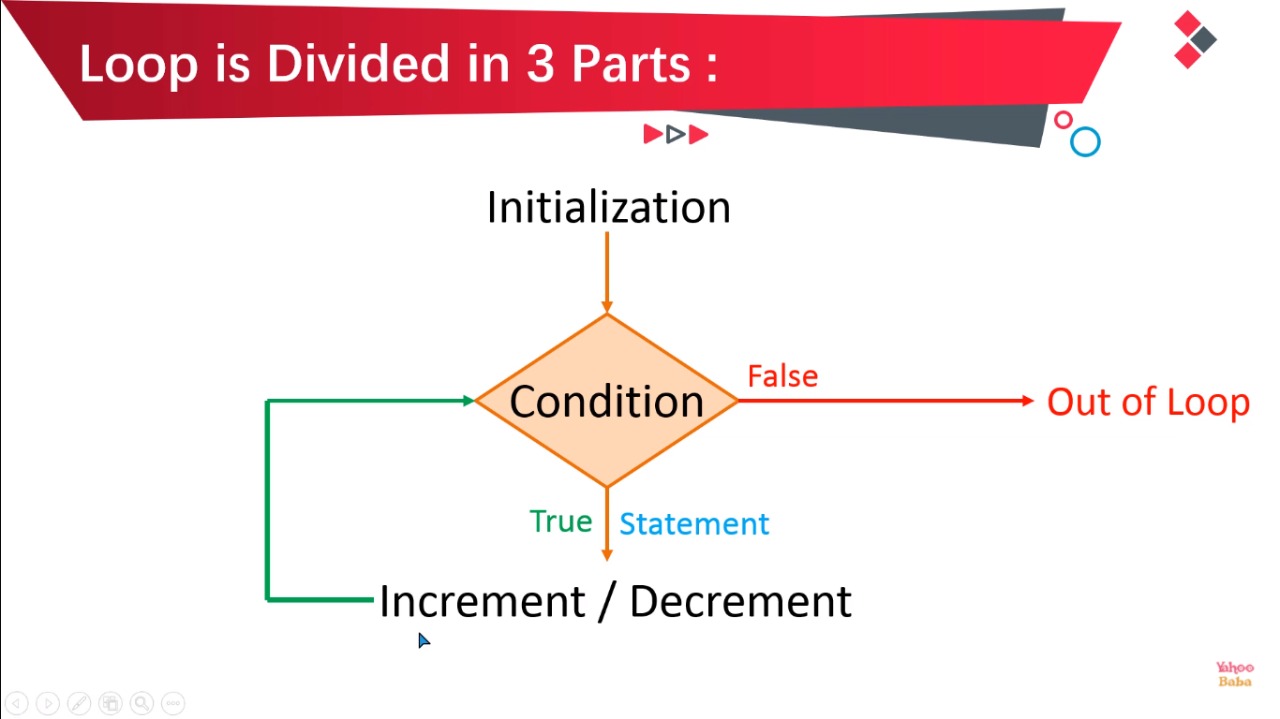 Loop is Divided in 3 Parts :
Initialization
Condition
False
Out of Loop
True
Statement
Increment / Decrement
Yahoo
Baba